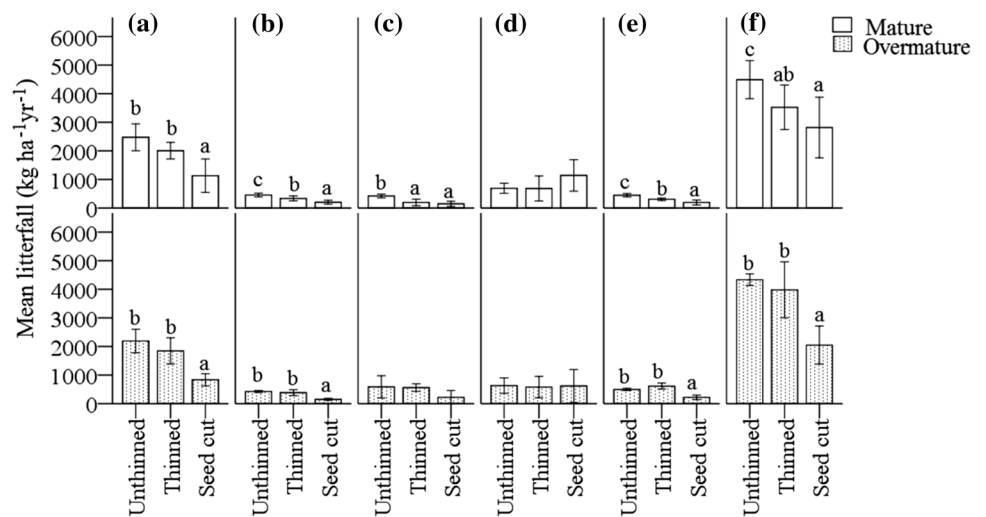 (a) (b) (c) (d) (e) (f)
Mature
Overmature
Mean litterfall (kg ha⁻¹yr⁻¹)
6000
5000
4000
3000
2000
1000
0
b b a
c b a
b a a
c b a
c ab a
6000
5000
4000
3000
2000
1000
0
b b a
b b a
b b a
b b a
Unthinned Thinned Seed cut
Unthinned Thinned Seed cut
Unthinned Thinned Seed cut
Unthinned Thinned Seed cut
Unthinned Thinned Seed cut
Unthinned Thinned Seed cut